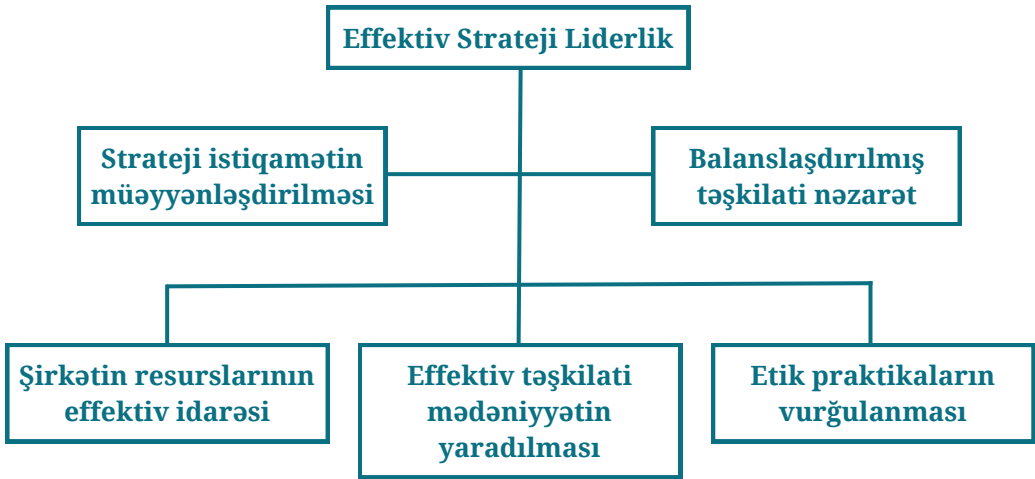 Effektiv Strateji Liderlik
Strateji istiqamətin
müəyyənləşdirilməsi
Balanslaşdırılmış
təşkilati nəzarət
Şirkətin resurslarının
effektiv idarəsi
Effektiv təşkilati
mədəniyyətin
yaradılması
Etik praktikaların
vurğulanması